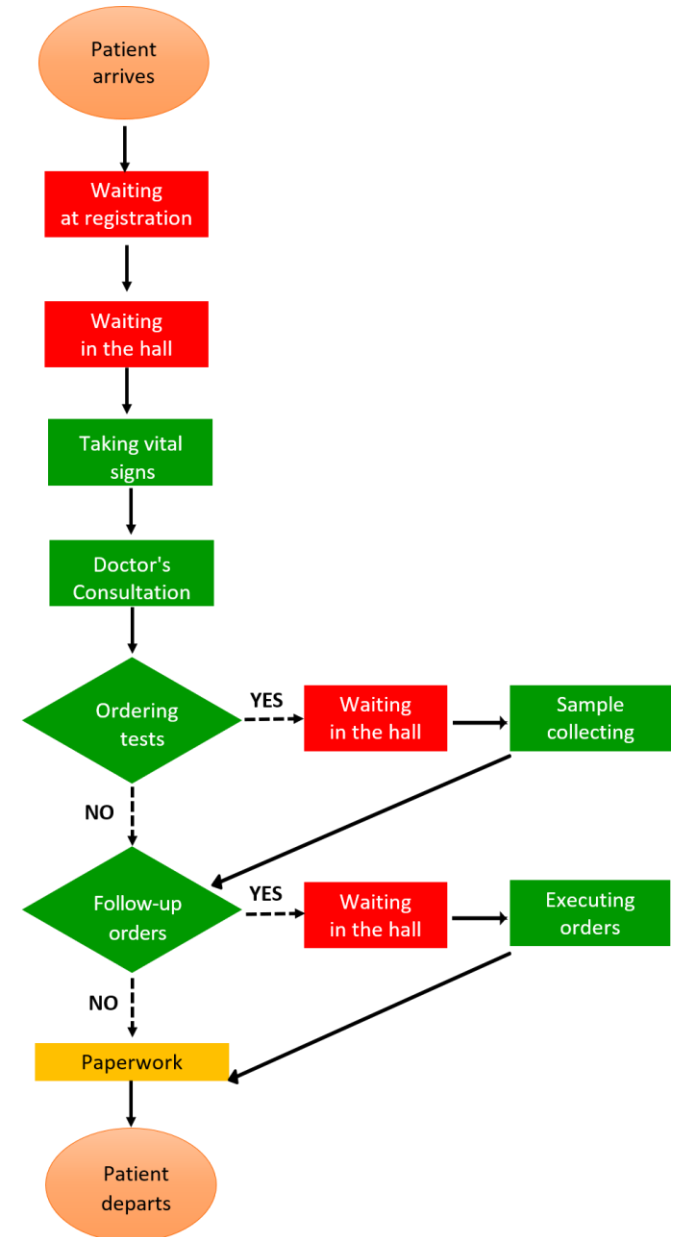 Patient
arrives
Waiting
at registration
Waiting
in the hall
Taking vital
signs
Doctor's
Consultation
Ordering
tests
YES
Waiting
in the hall
Sample
collecting
NO
Follow-up
orders
YES
Waiting
in the hall
Executing
orders
NO
Paperwork
Patient
departs